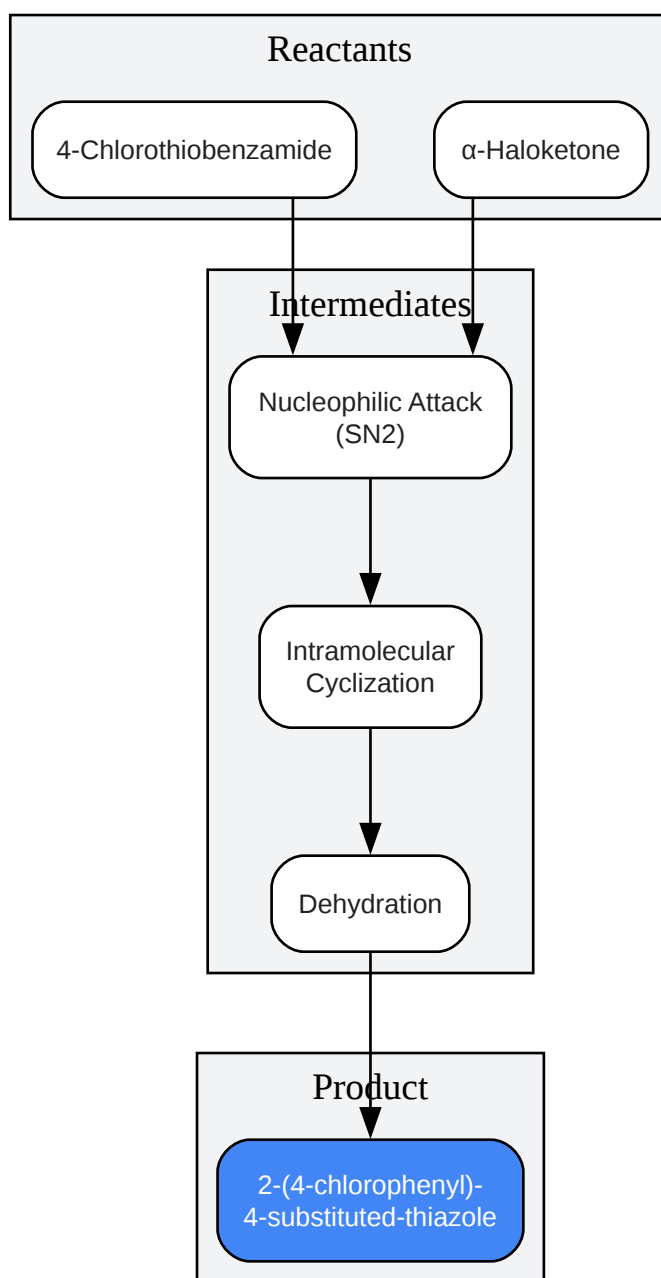 Reactants
4-Chlorothiobenzamide
α-Haloketone
Intermediates
Nucleophilic Attack
(SN2)
Intramolecular
Cyclization
Dehydration
Product
2-(4-chlorophenyl)-
4-substituted-thiazole